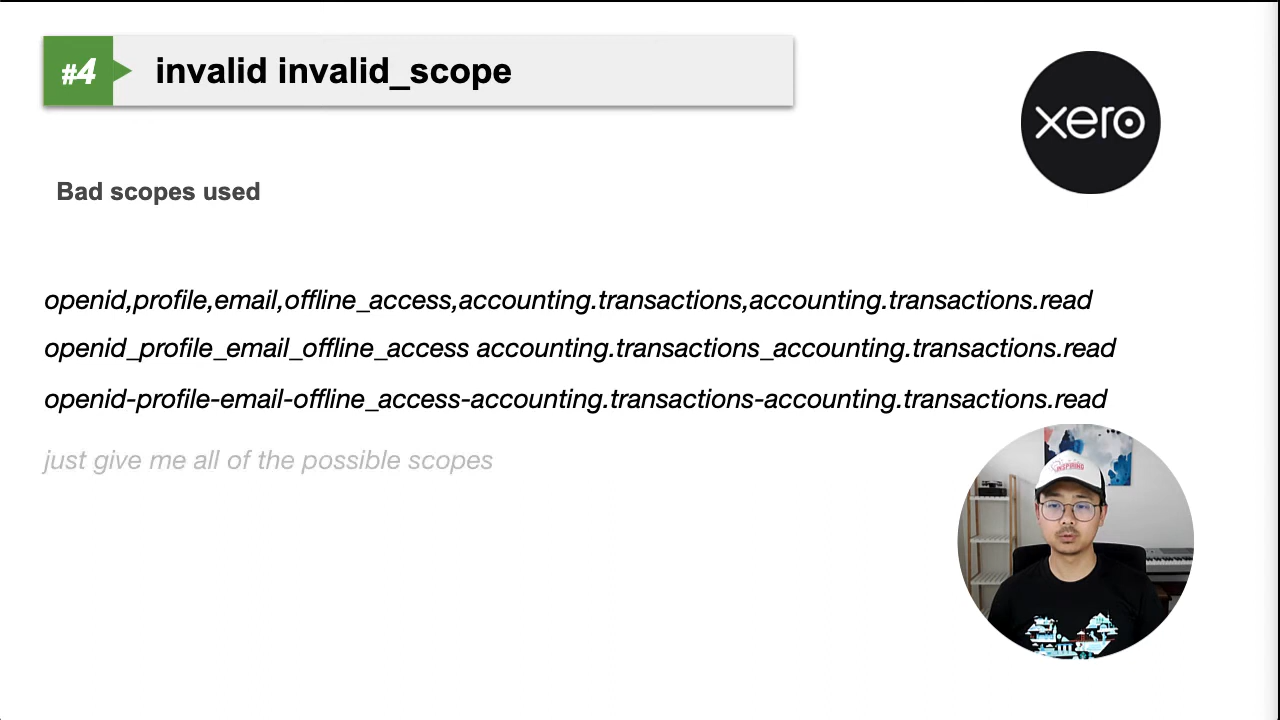 #4
invalid invalid_scope
xero
Bad scopes used
openid,profile,email,offline_access,accounting.transactions,accounting.transactions.read
openid_profile_email_offline_access accounting.transactions_accounting.transactions.read
openid-profile-email-offline_access-accounting.transactions-accounting.transactions.read
just give me all of the possible scopes
INSPIRING